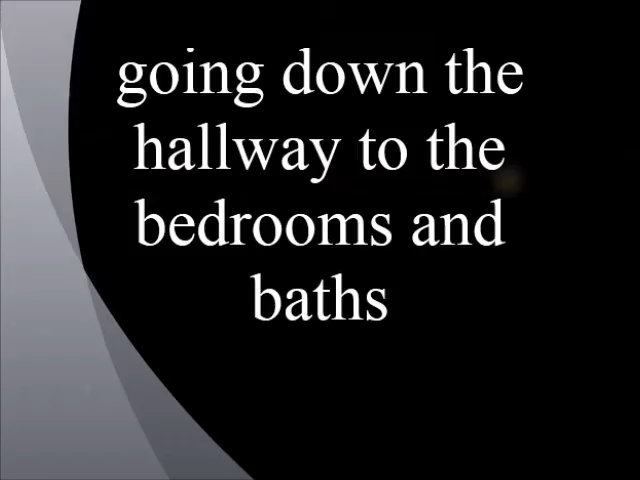 going down the
hallway to the
bedrooms and
baths